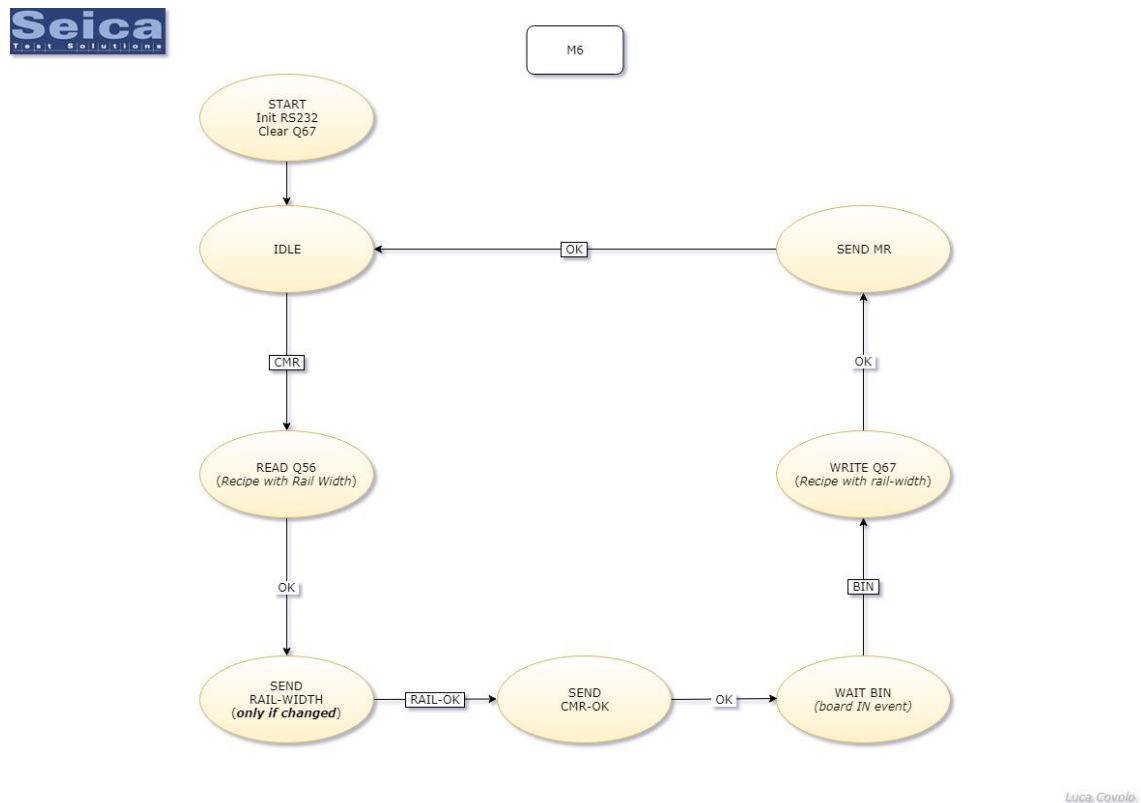 Seica
Test Solutions
M6
START
Init RS232
Clear Q67
IDLE
OK
SEND MR
CMR
OK
READ Q56
(Recipe with Rail Width)
WRITE Q67
(Recipe with rail-width)
OK
BIN
SEND
RAIL-WIDTH
(only if changed)
RAIL-OK
SEND
CMR-OK
OK
WAIT BIN
(board IN event)
Luca Covolo